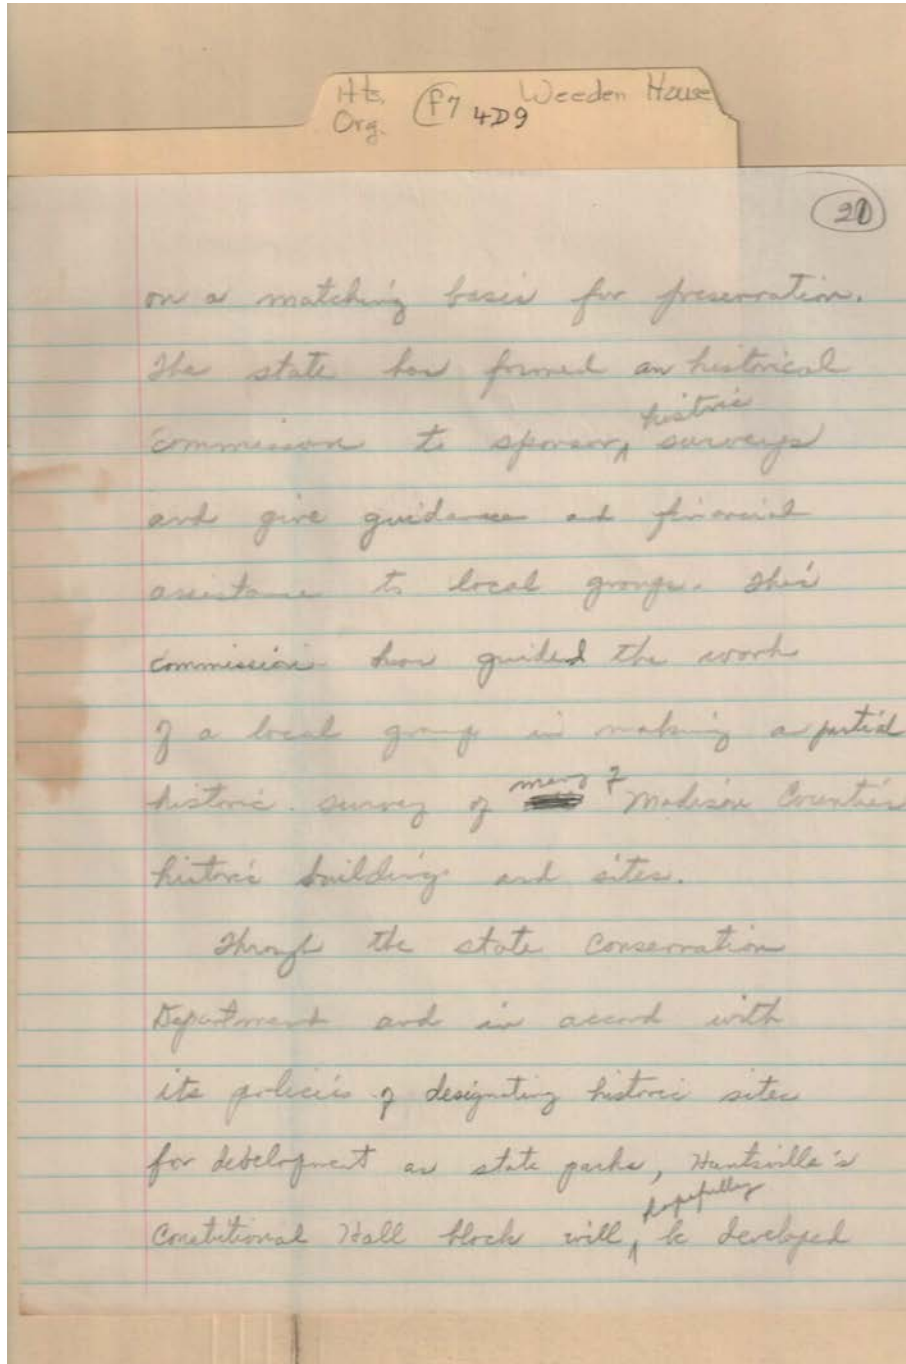 Hts, Weeden House
Org. F7 4D9
21
on a matching basis for preservation.
The state has formed an historical
historic
commission to sponsor ^ surveys
and give guidance and financial
assistance to local groups. This
commission has guided the work
of a local group in making a partial
many of
historic survey of Madison Countie's
historic buildings and sites.
Through the state Conservation
Department and in accord with
its policies of designating historic sites
for development as state parks, Huntsville's
hopefully
Constitutional Hall block will ^ be developed